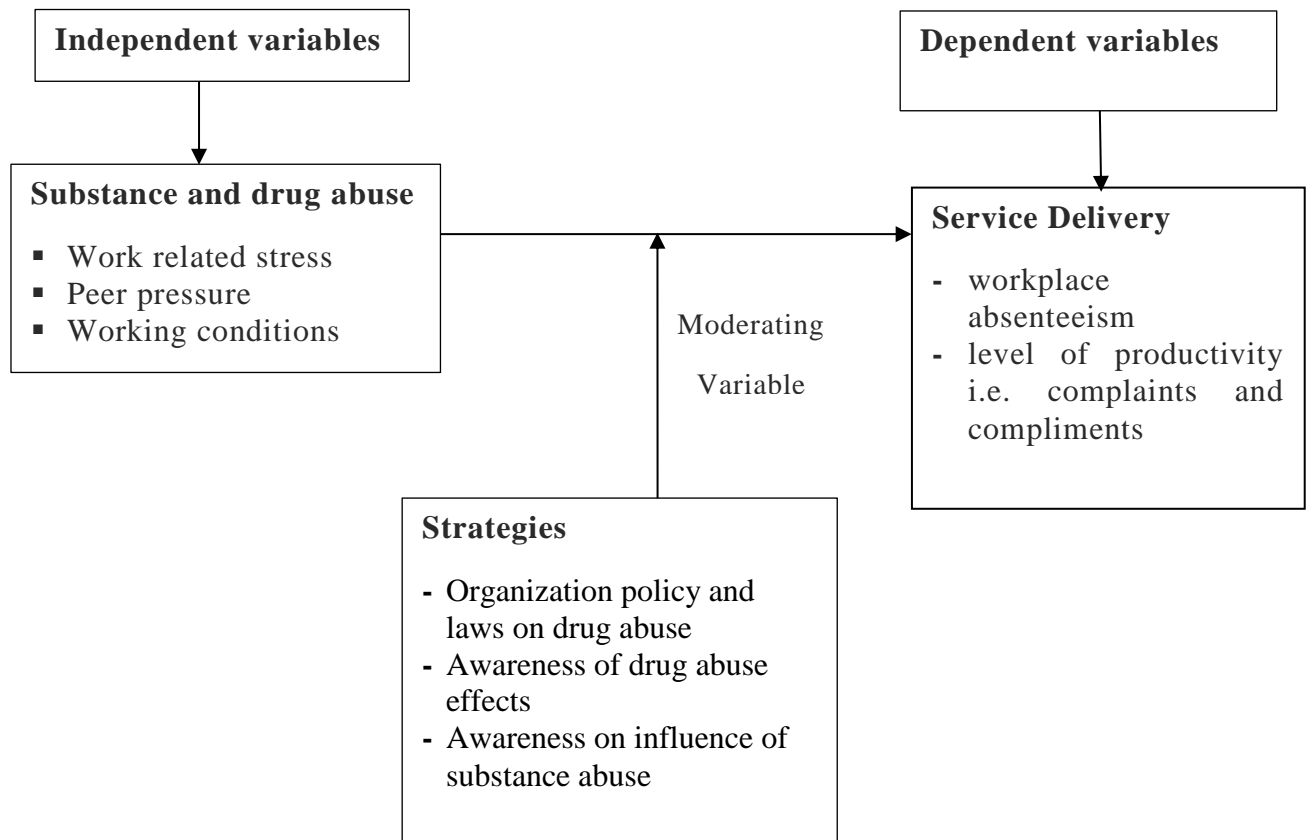 Independent variables
Dependent variables
Substance and drug abuse
▪ Work related stress
▪ Peer pressure
▪ Working conditions
Service Delivery
- workplace
absenteeism
- level of productivity
i.e. complaints and
compliments
Moderating
Variable
Strategies
- Organization policy and
laws on drug abuse
- Awareness of drug abuse
effects
- Awareness on influence of
substance abuse